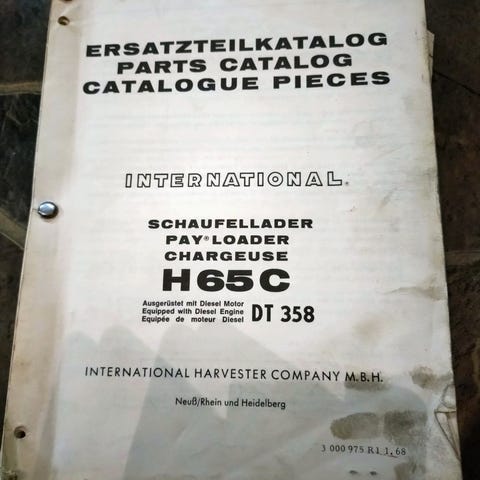 ERSATZTEILKATALOG
PARTS CATALOG
CATALOGUE PIECES
INTERNATIONAL®
SCHAUFELLADER
PAY®LOADER
CHARGEUSE
H65C
Ausgerüstet mit Diesel Motor
Equipped with Diesel Engine
Equipée de moteur Diesel
DT 358
INTERNATIONAL HARVESTER COMPANY M.B.H.
Neuß/Rhein und Heidelberg
3 000 975 R1 1,68